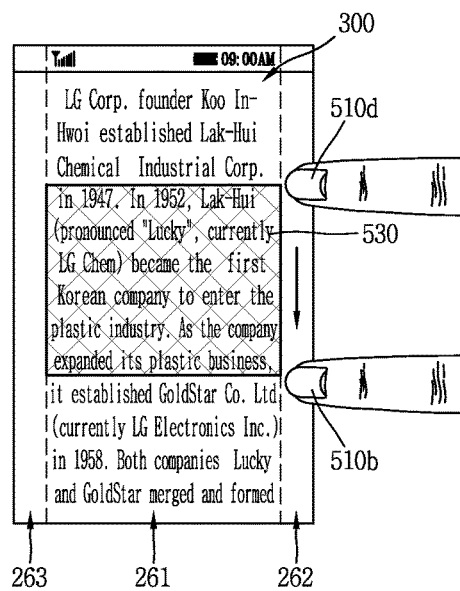 300
09:00AM
LG Corp. founder Koo In-
Hwoi established Lak-Hui
Chemical Industrial Corp.
in 1947. In 1952, Lak-Hui
(pronounced "Lucky", currently
LG Chem) became the first
Korean company to enter the
plastic industry. As the company
expanded its plastic business,
it established GoldStar Co. Ltd
(currently LG Electronics Inc.)
in 1958. Both companies Lucky
and GoldStar merged and formed
510d
530
510b
263
261
262